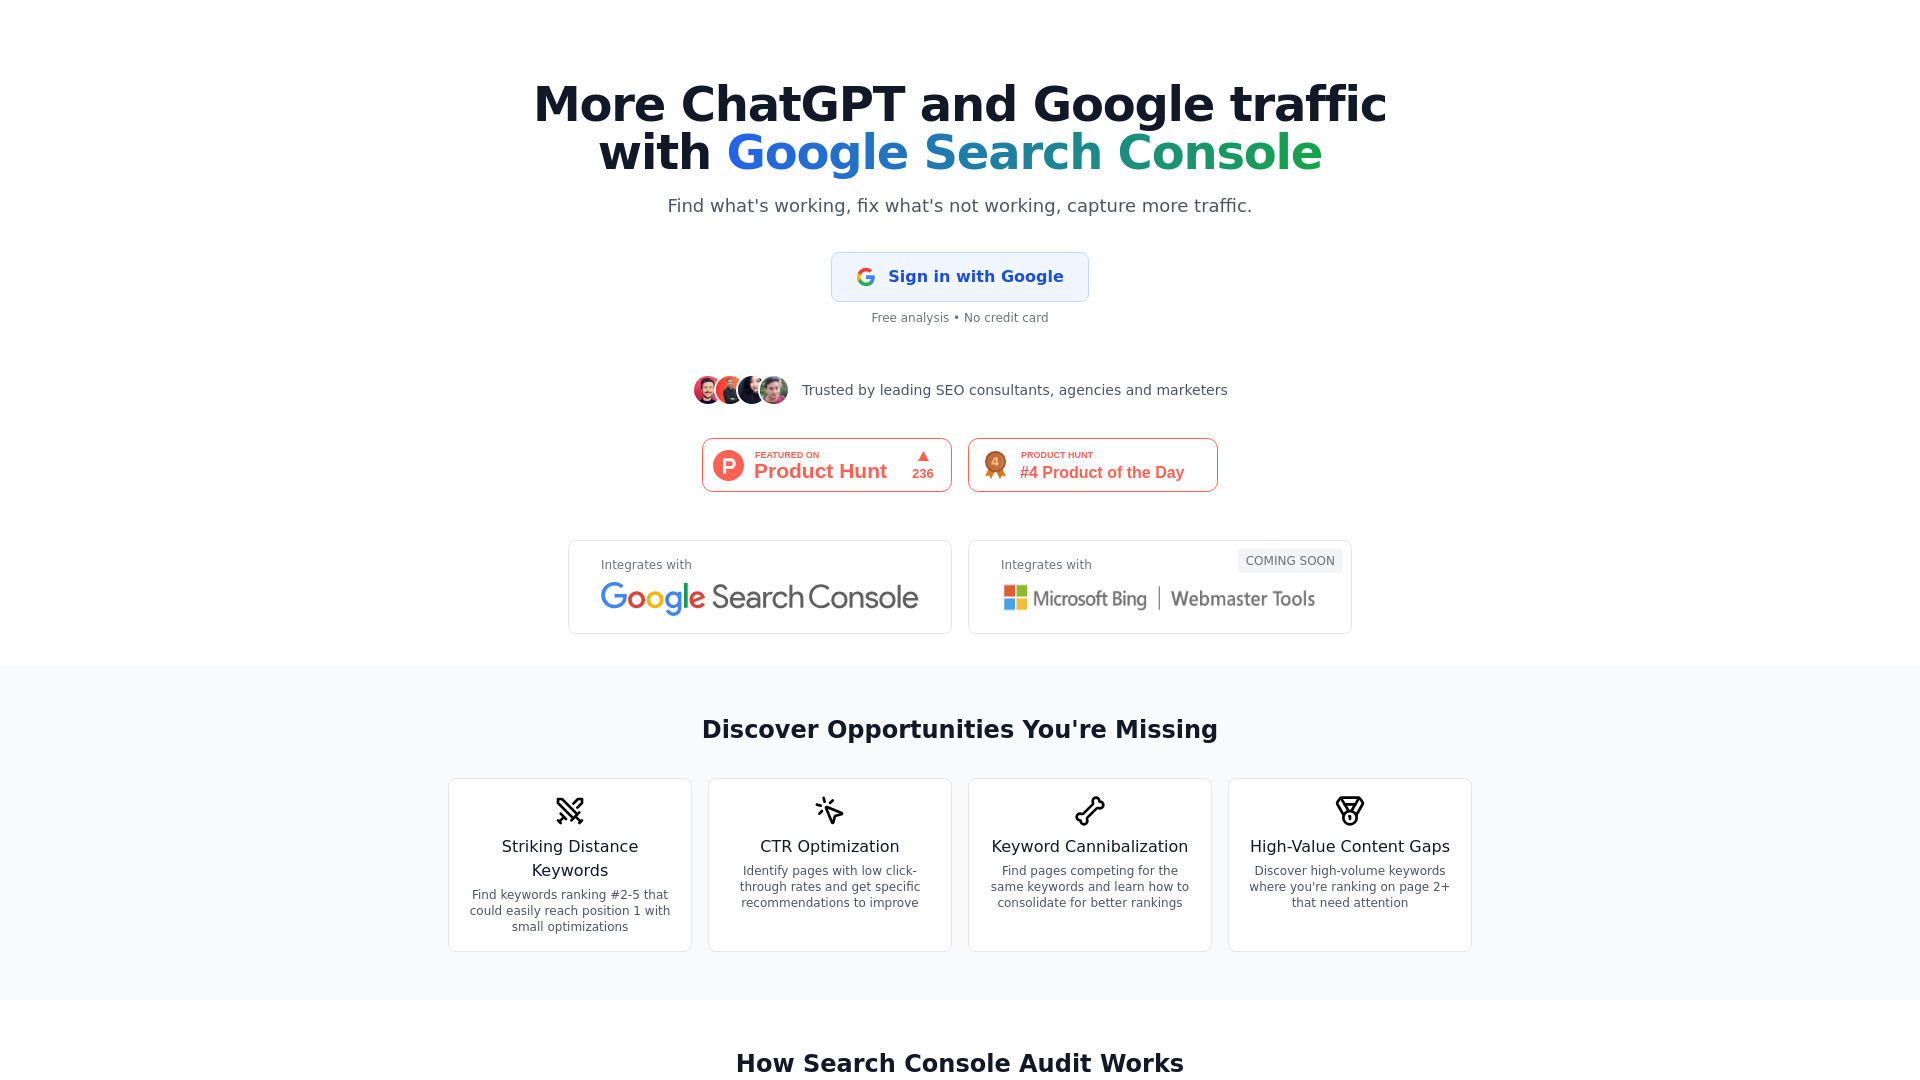 More ChatGPT and Google traffic
with Google Search Console
Find what's working, fix what's not working, capture more traffic.
Sign in with Google
Free analysis • No credit card
Trusted by leading SEO consultants, agencies and marketers
FEATURED ON
Product Hunt
236
4
PRODUCT HUNT
#4 Product of the Day
Integrates with
Google Search Console
Integrates with
COMING SOON
Microsoft Bing | Webmaster Tools
Discover Opportunities You're Missing
Striking Distance
Keywords
Find keywords ranking #2-5 that
could easily reach position 1 with
small optimizations
CTR Optimization
Identify pages with low click-
through rates and get specific
recommendations to improve
Keyword Cannibalization
Find pages competing for the
same keywords and learn how to
consolidate for better rankings
High-Value Content Gaps
Discover high-volume keywords
where you're ranking on page 2+
that need attention
How Search Console Audit Works